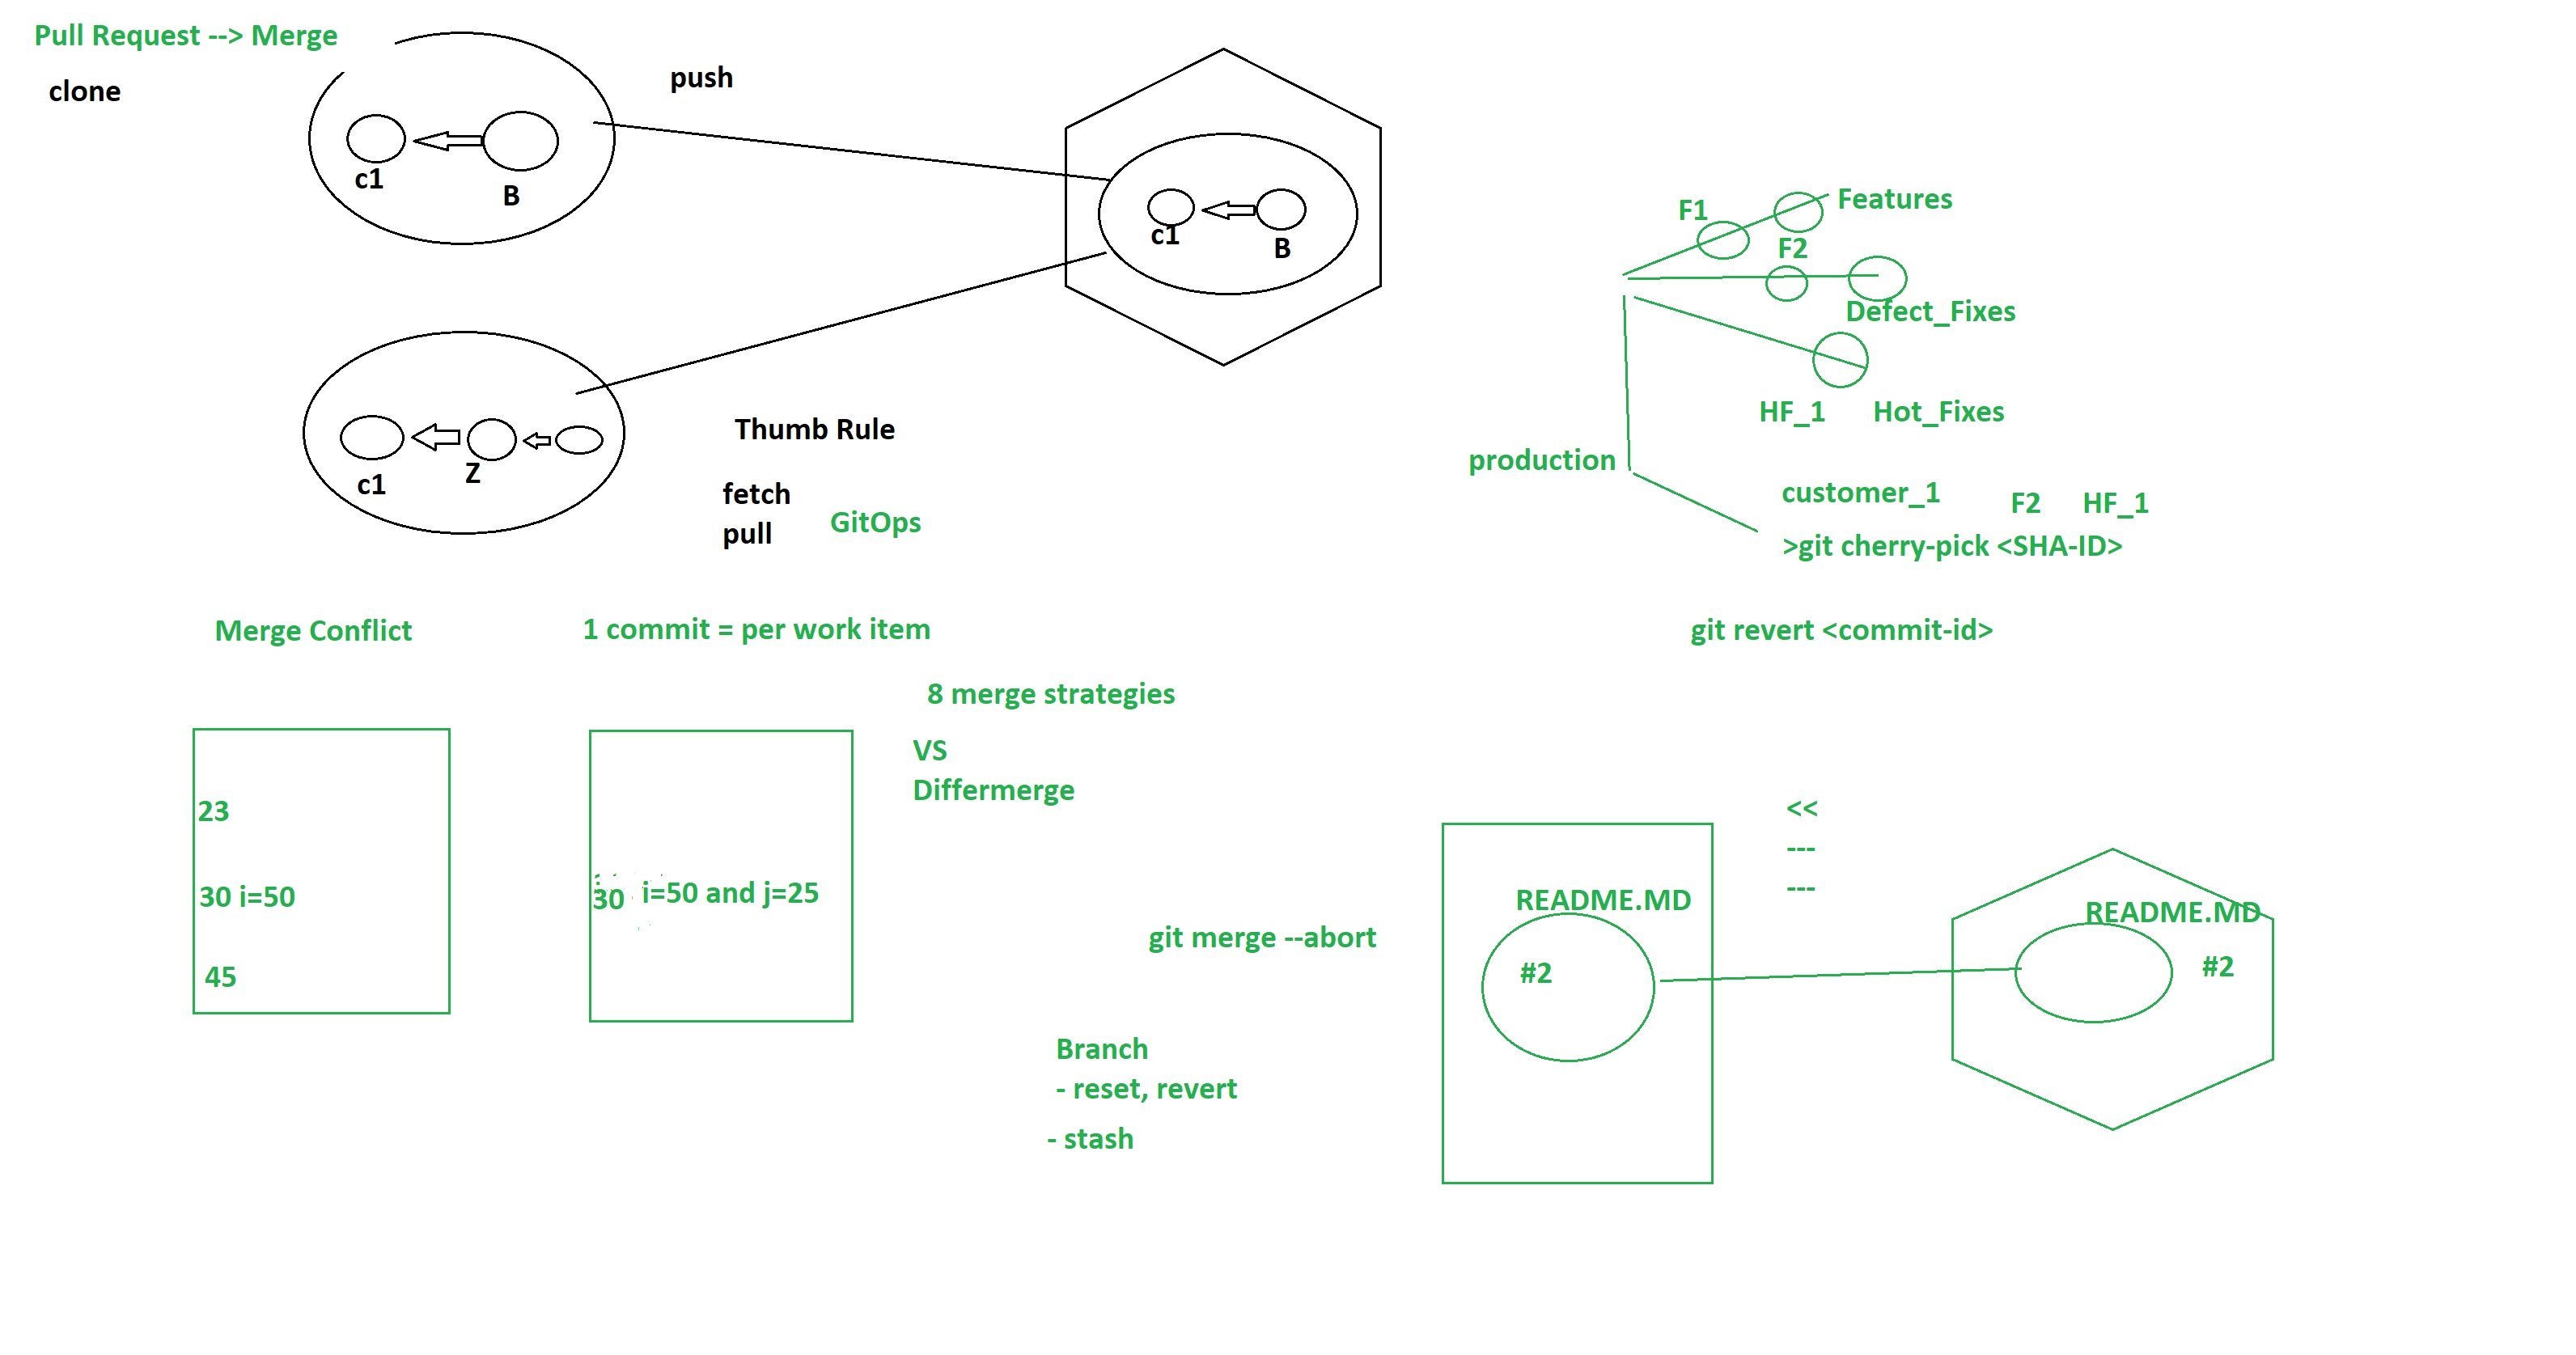 Pull Request --> Merge
clone
push
c1
B
c1
B
c1
Z
Thumb Rule
fetch
pull
GitOps
F1
Features
F2
Defect_Fixes
HF_1
Hot_Fixes
production
customer_1
F2
HF_1
>git cherry-pick <SHA-ID>
Merge Conflict
1 commit = per work item
git revert <commit-id>
8 merge strategies
VS
Differmerge
23
30 i=50
45
30
i=50 and j=25
git merge --abort
<<
---
---
README.MD
#2
README.MD
#2
Branch
- reset, revert
- stash